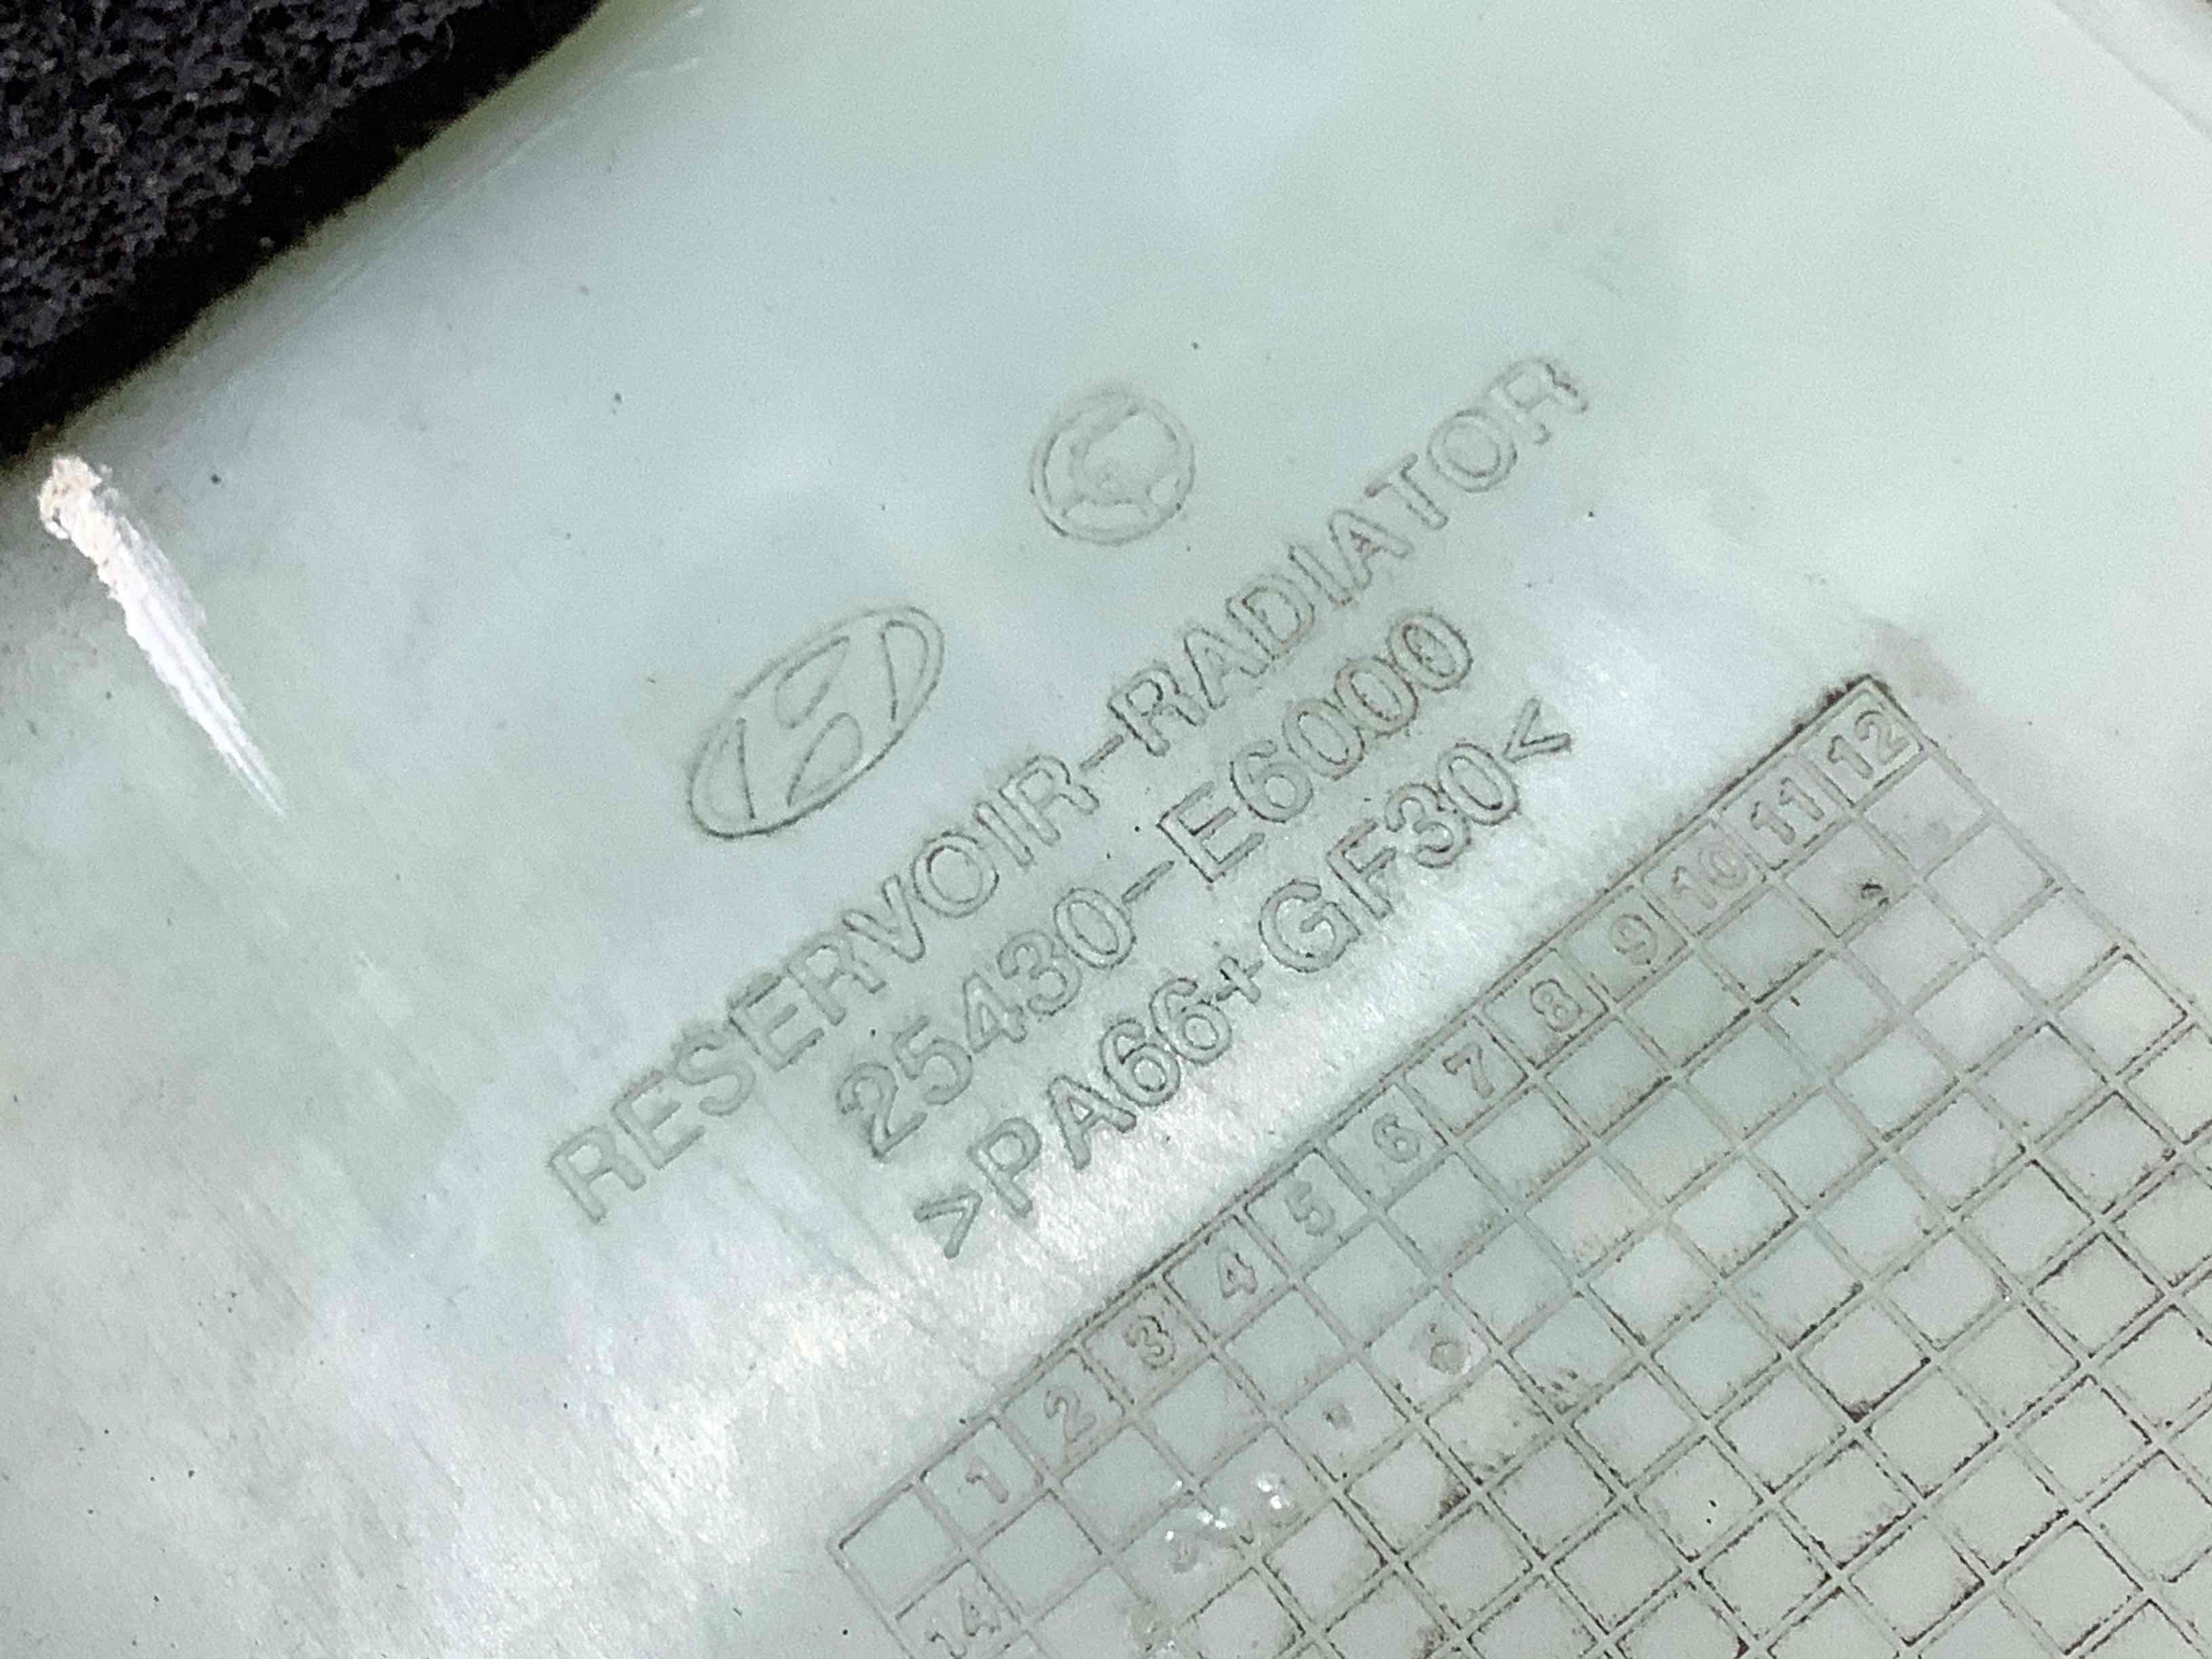 RESERVOIR-RADIATOR
25430-E6000
>PA66+GF30<
1 2 3 4 5 6 7 8 9 10 11 12
14